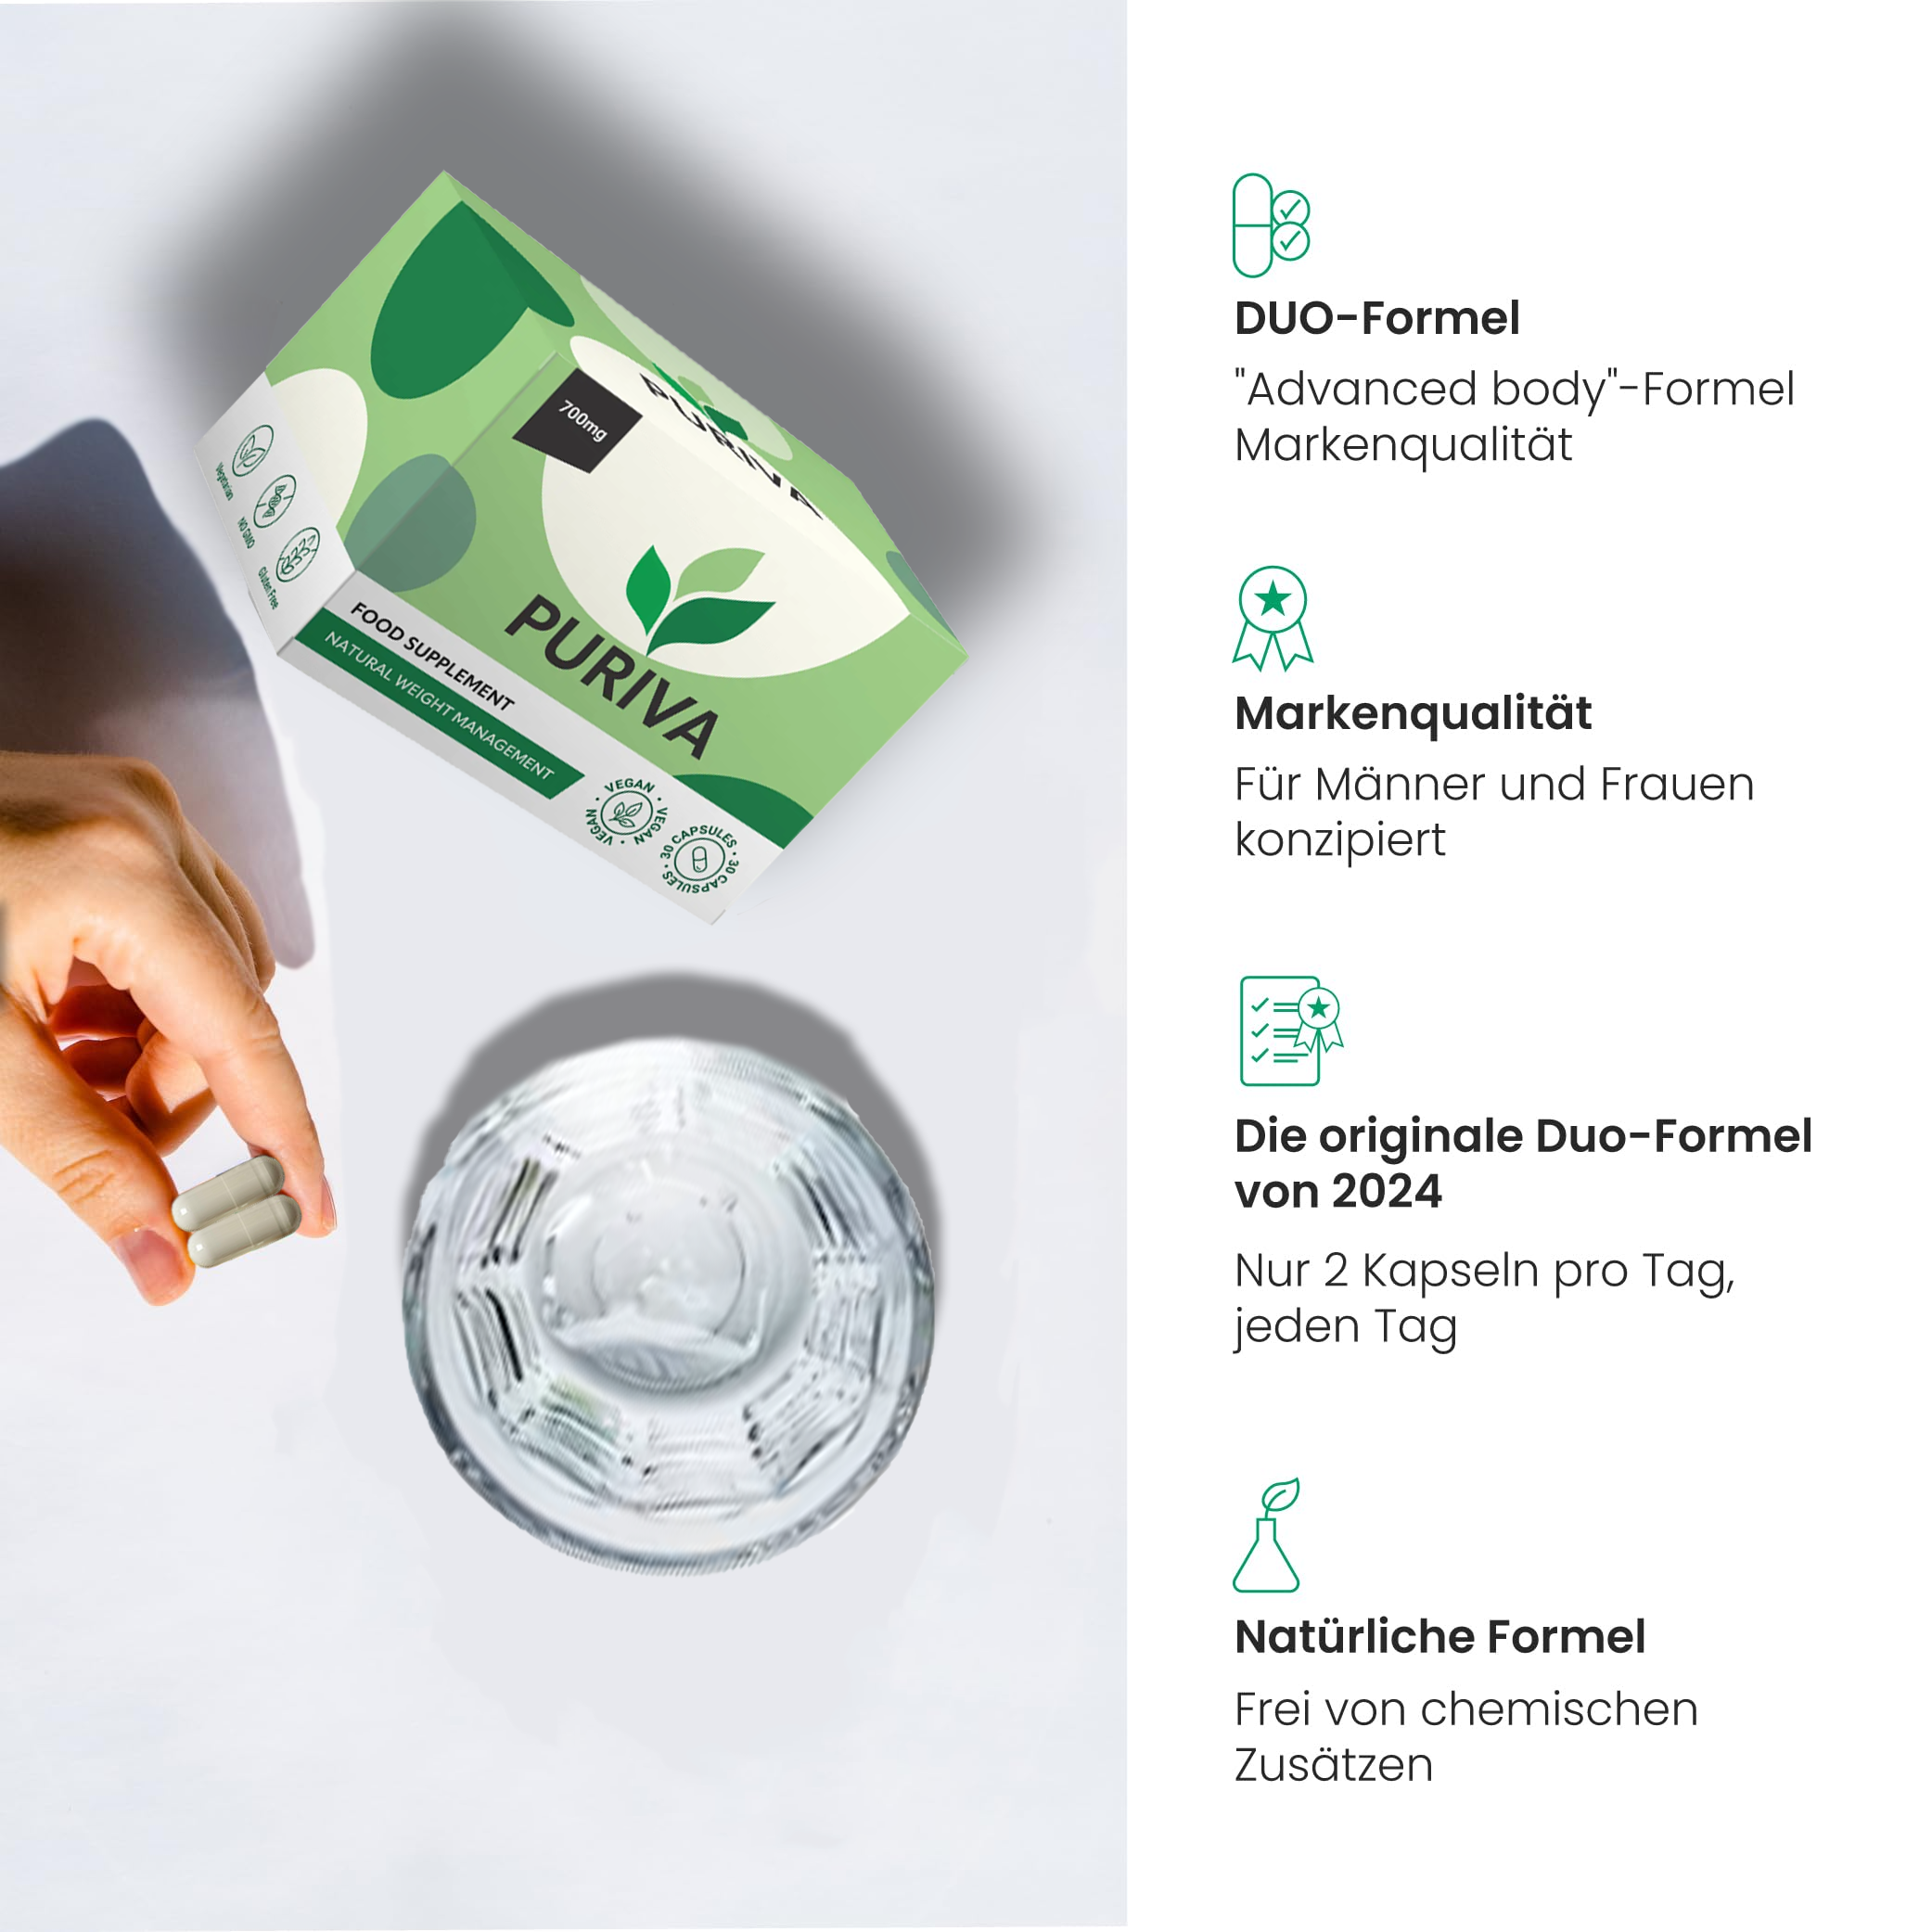 PURIVA
700mg
PURIVA
Vegetarian
NO GMO
Gluten Free
FOOD SUPPLEMENT
NATURAL WEIGHT MANAGEMENT
VEGAN · VEGAN · VEGAN ·
30 CAPSULES · 30 CAPSULES ·
DUO-Formel
"Advanced body"-Formel
Markenqualität
Markenqualität
Für Männer und Frauen
konzipiert
Die originale Duo-Formel
von 2024
Nur 2 Kapseln pro Tag,
jeden Tag
Natürliche Formel
Frei von chemischen
Zusätzen